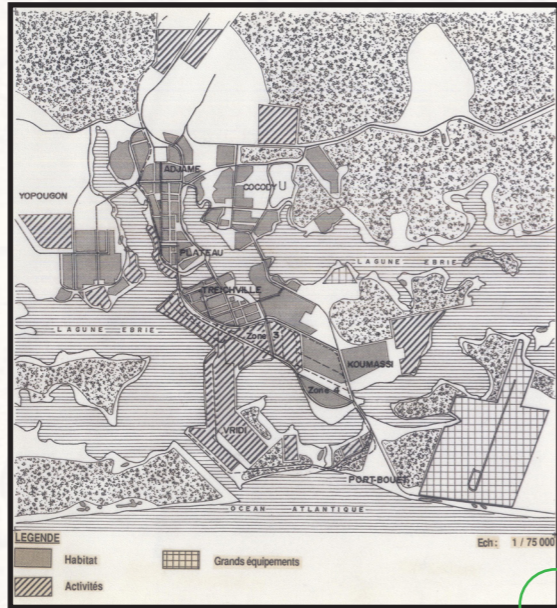 ADJAME
YOPOUGON
COCODY U
PLATEAU
LAGUNE EBRIE
TREICHVILLE
LAGUNE EBRIE
Zone 3
KOUMASSI
Zone 4
VRIDI
PORT-BOUET
OCEAN ATLANTIQUE
LEGENDE
Ech : 1 / 75 000
Habitat
Grands équipements
Activités